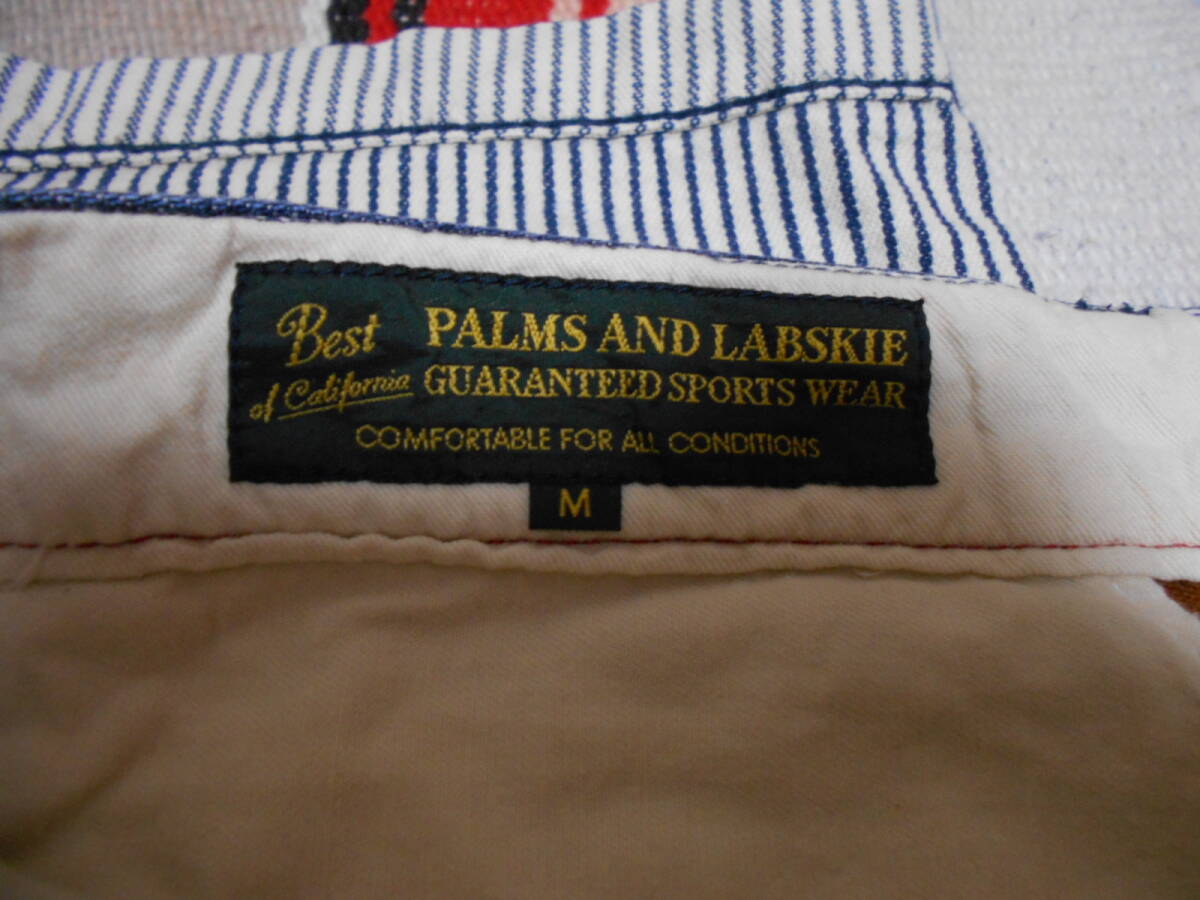 Best
of California
PALMS AND LABSKIE
GUARANTEED SPORTS WEAR
COMFORTABLE FOR ALL CONDITIONS
M